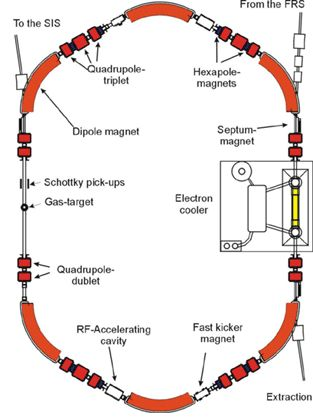 From the FRS
To the SIS
Quadrupole-
triplet
Hexapole-
magnets
Dipole magnet
Septum-
magnet
Schottky pick-ups
Gas-target
Electron
cooler
Quadrupole-
dublet
RF-Accelerating
cavity
Fast kicker
magnet
Extraction